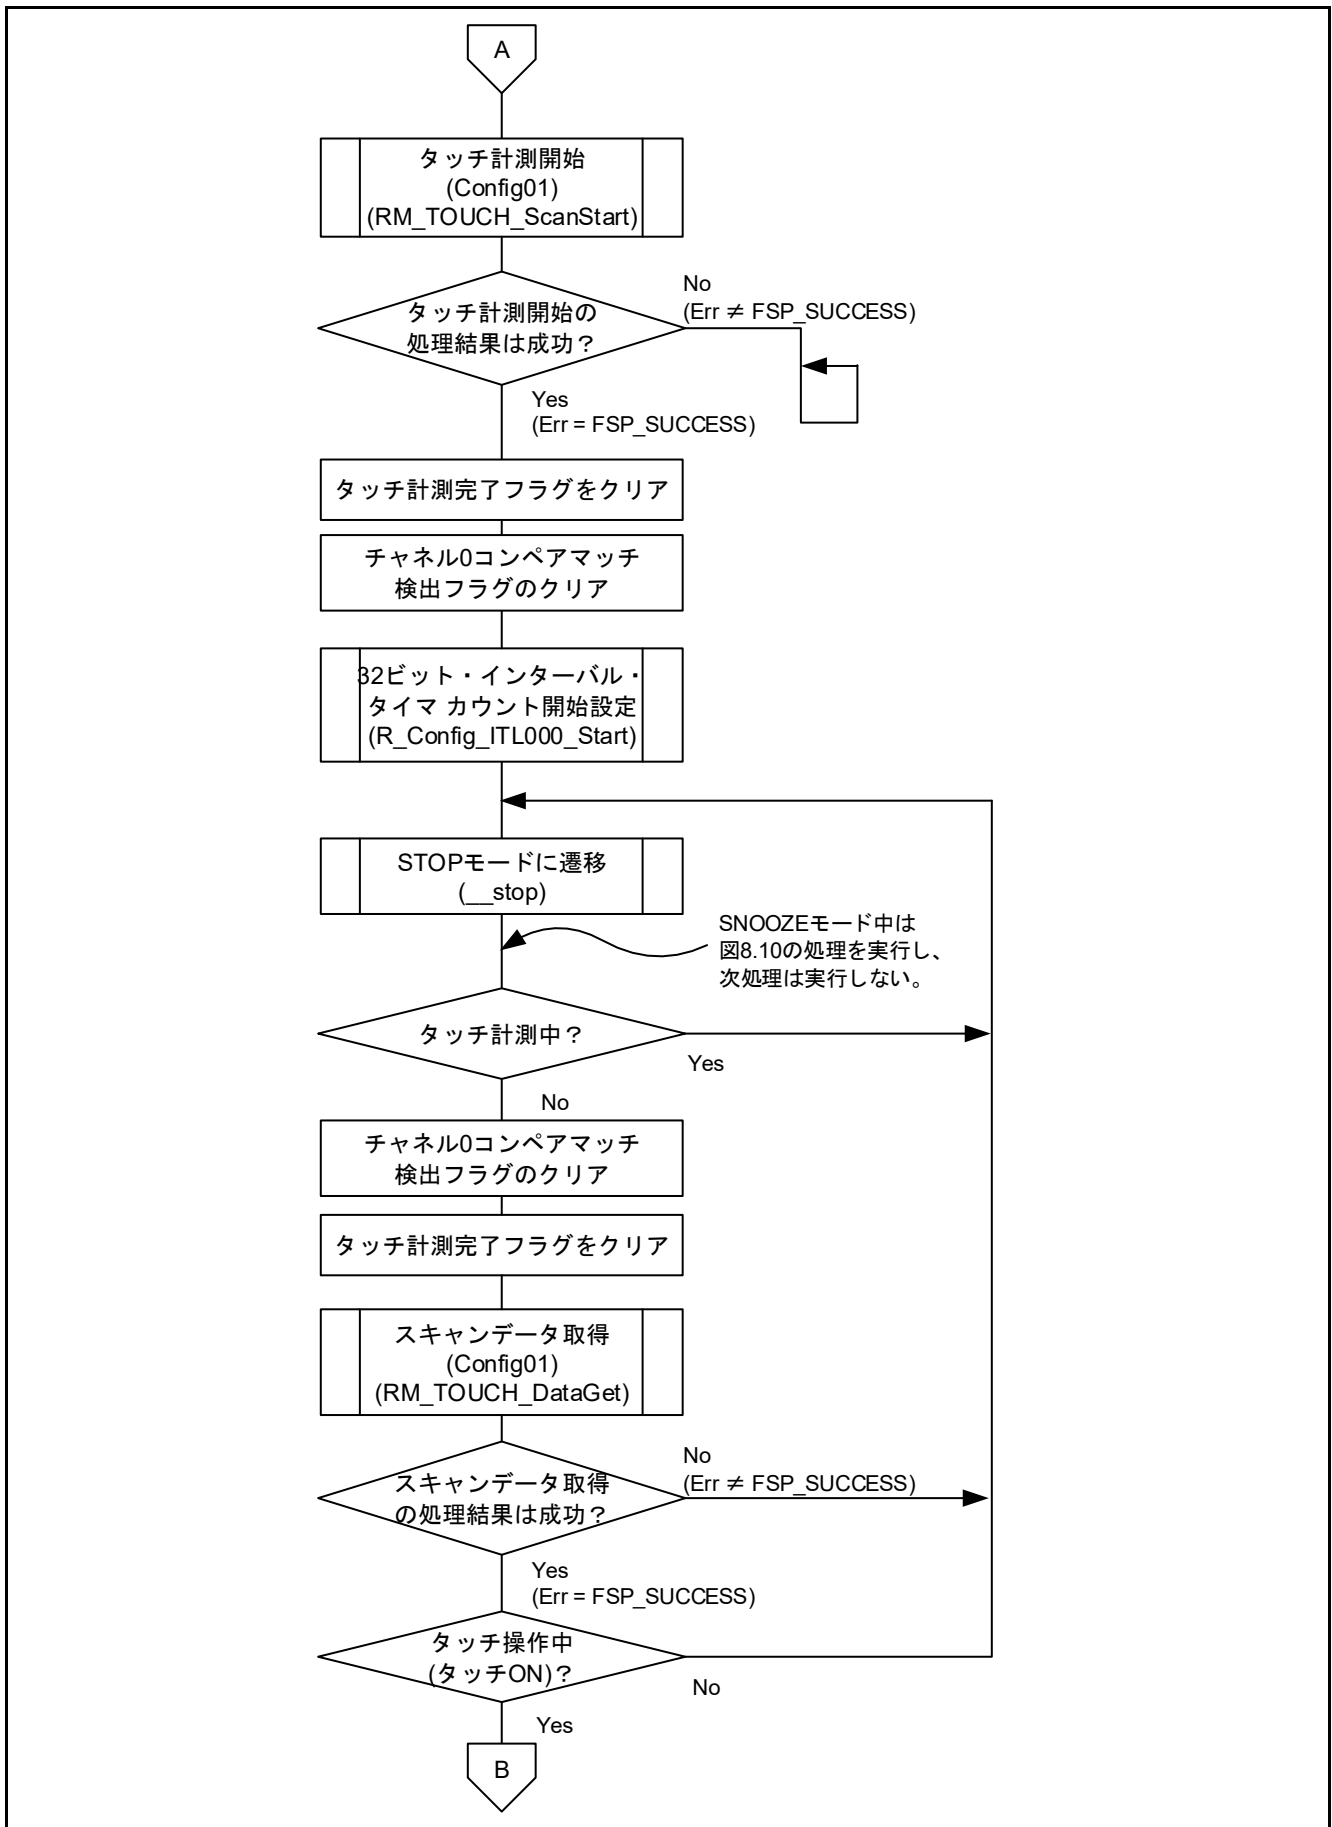 A
タッチ計測開始
(Config01)
(RM_TOUCH_ScanStart)
タッチ計測開始の
処理結果は成功？
No
(Err ≠ FSP_SUCCESS)
Yes
(Err = FSP_SUCCESS)
タッチ計測完了フラグをクリア
チャネル0コンペアマッチ
検出フラグのクリア
32ビット・インターバル・
タイマ カウント開始設定
(R_Config_ITL000_Start)
STOPモードに遷移
(__stop)
SNOOZEモード中は
図8.10の処理を実行し、
次処理は実行しない。
タッチ計測中？
Yes
No
チャネル0コンペアマッチ
検出フラグのクリア
タッチ計測完了フラグをクリア
スキャンデータ取得
(Config01)
(RM_TOUCH_DataGet)
スキャンデータ取得
の処理結果は成功？
No
(Err ≠ FSP_SUCCESS)
Yes
(Err = FSP_SUCCESS)
タッチ操作中
(タッチON)？
No
Yes
B